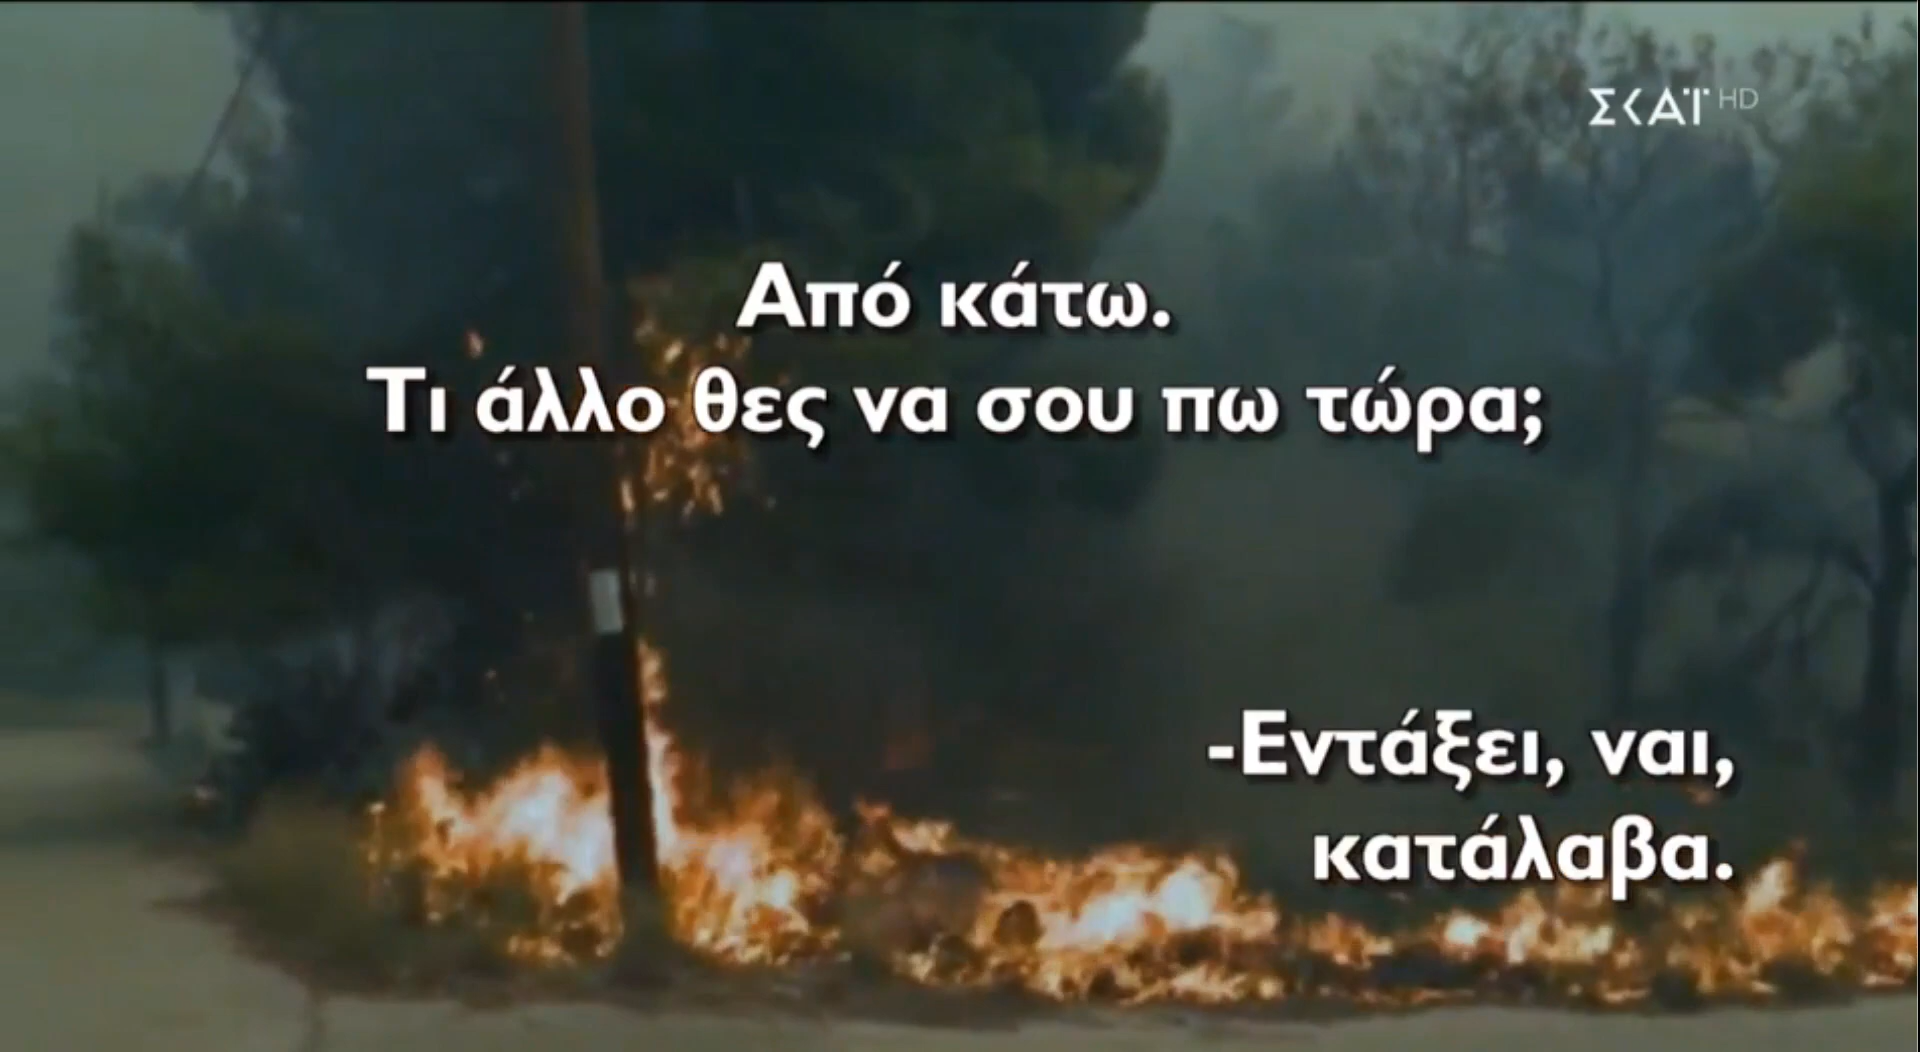 ΣΚΑΪ HD
Από κάτω.
Τι άλλο θες να σου πω τώρα;
-Εντάξει, ναι,
κατάλαβα.